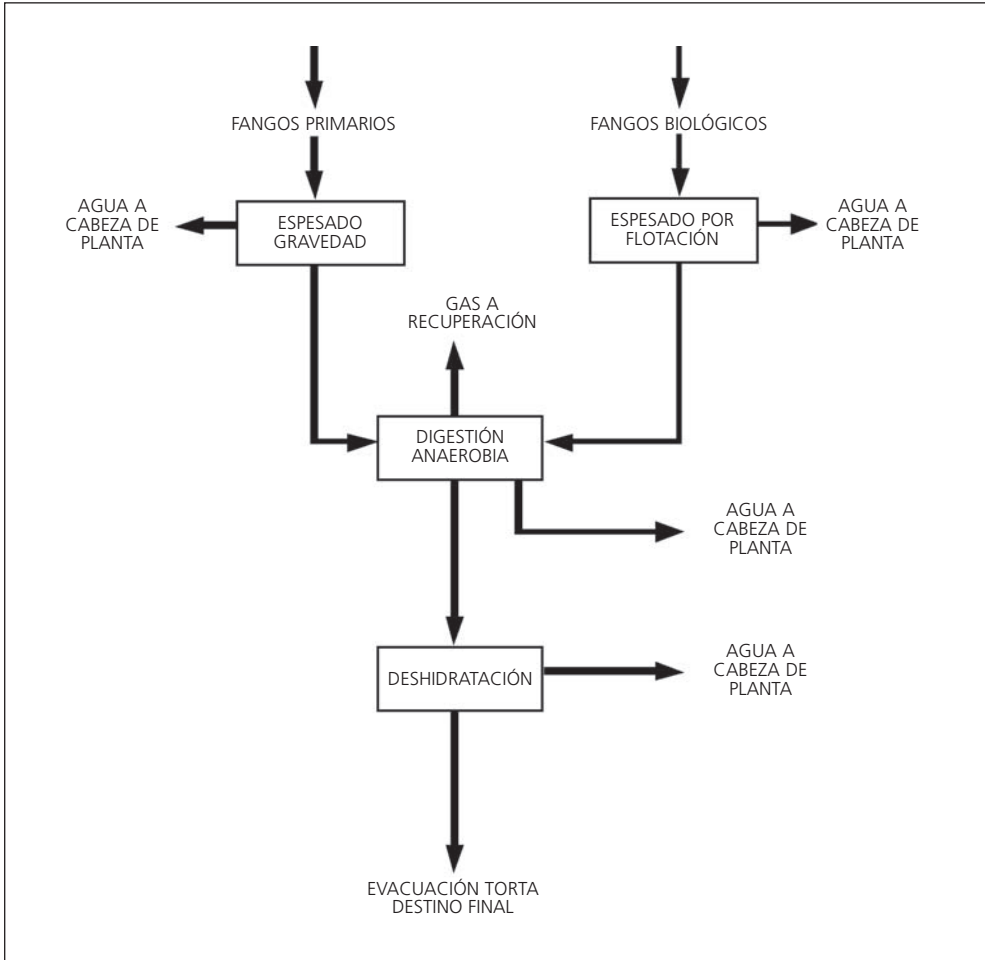 FANGOS PRIMARIOS
FANGOS BIOLÓGICOS
AGUA A
CABEZA DE
PLANTA
ESPESADO
GRAVEDAD
ESPESADO POR
FLOTACIÓN
AGUA A
CABEZA DE
PLANTA
GAS A
RECUPERACIÓN
DIGESTIÓN
ANAEROBIA
AGUA A
CABEZA DE
PLANTA
DESHIDRATACIÓN
AGUA A
CABEZA DE
PLANTA
EVACUACIÓN TORTA
DESTINO FINAL